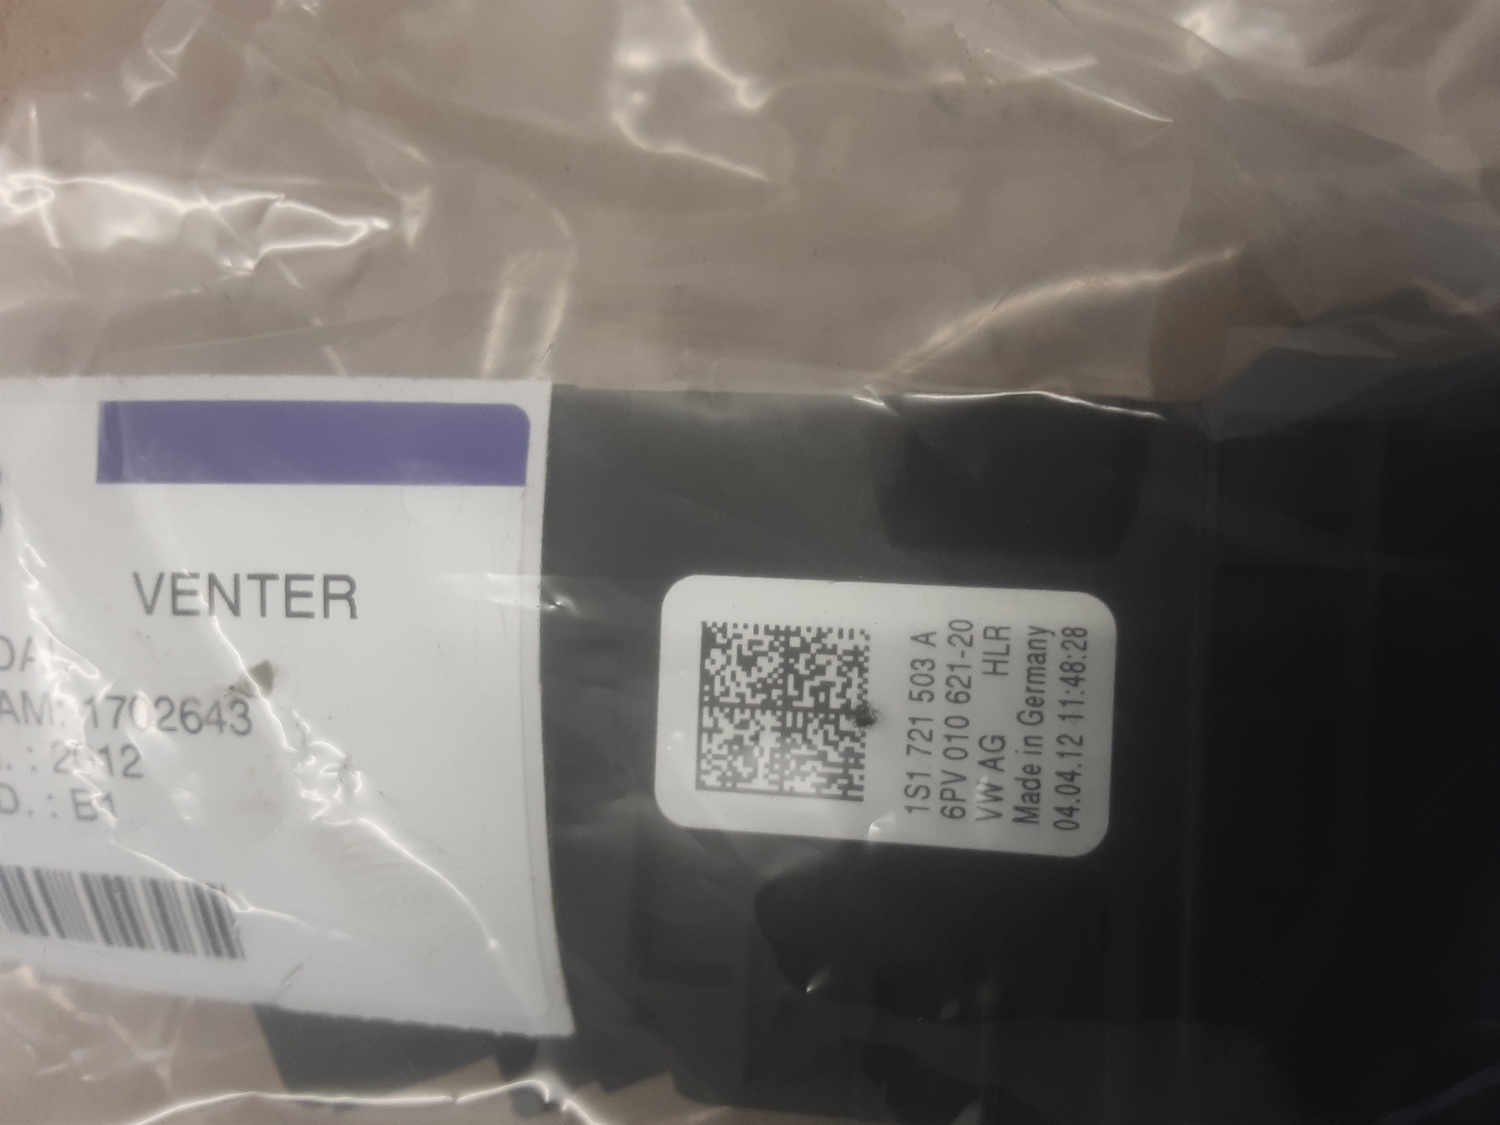 VENTER
AM: 1702643
. : 2012
D. : B1
1S1 721 503 A
6PV 010 621-20
VW AG HLR
Made in Germany
04.04.12 11:48:28